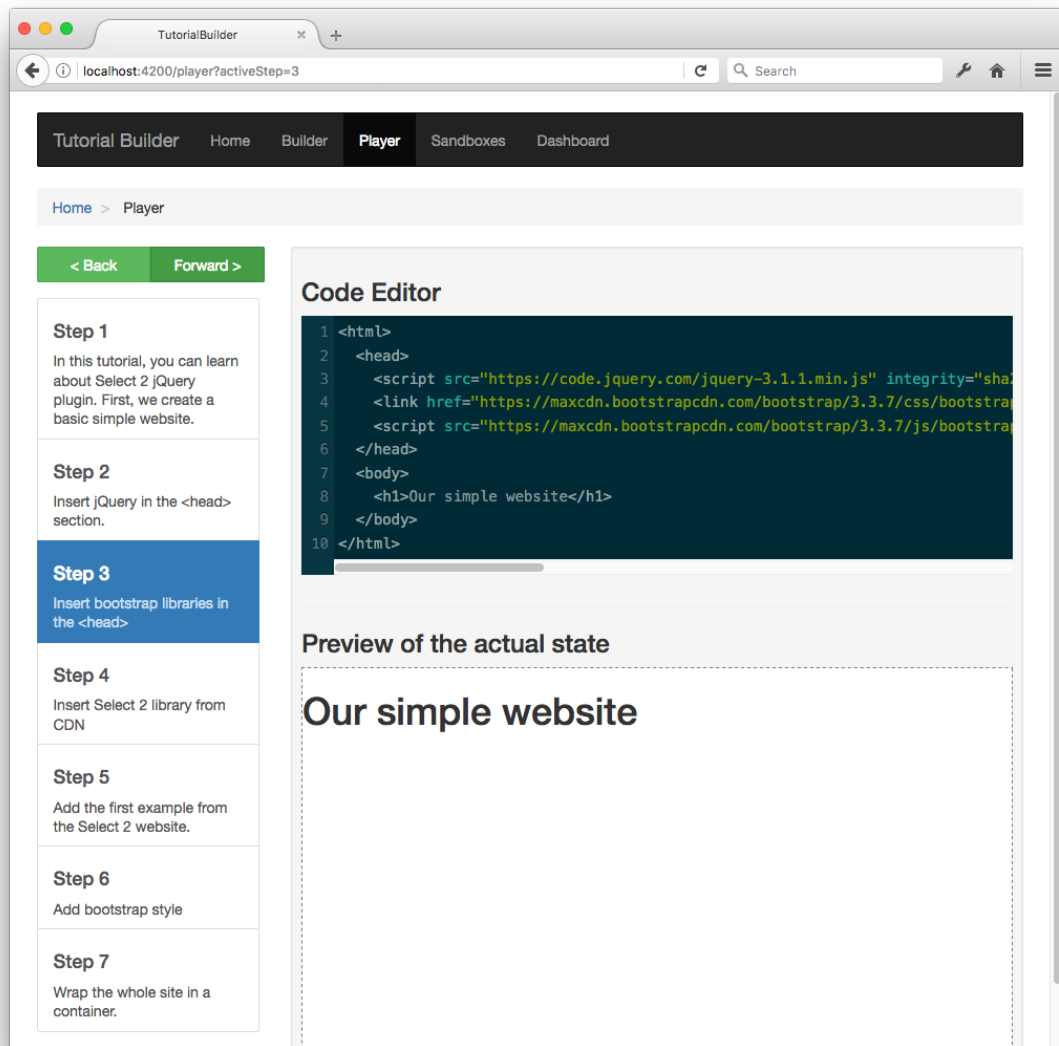 TutorialBuilder
localhost:4200/player?activeStep=3
Search
Tutorial Builder Home Builder Player Sandboxes Dashboard
Home > Player
< Back Forward >
Step 1
In this tutorial, you can learn
about Select 2 jQuery
plugin. First, we create a
basic simple website.
Step 2
Insert jQuery in the <head>
section.
Step 3
Insert bootstrap libraries in
the <head>
Step 4
Insert Select 2 library from
CDN
Step 5
Add the first example from
the Select 2 website.
Step 6
Add bootstrap style
Step 7
Wrap the whole site in a
container.
Code Editor
1 <html>
2 <head>
3 <script src="https://code.jquery.com/jquery-3.1.1.min.js" integrity="sha2
4 <link href="https://maxcdn.bootstrapcdn.com/bootstrap/3.3.7/css/bootstrap
5 <script src="https://maxcdn.bootstrapcdn.com/bootstrap/3.3.7/js/bootstrap
6 </head>
7 <body>
8 <h1>Our simple website</h1>
9 </body>
10 </html>
Preview of the actual state
Our simple website